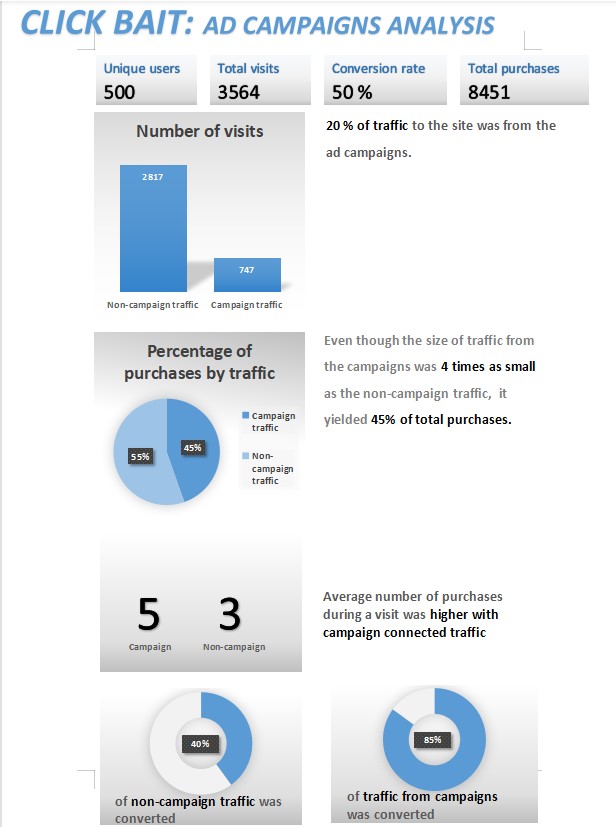 CLICK BAIT: AD CAMPAIGNS ANALYSIS
Unique users
500
Total visits
3564
Conversion rate
50 %
Total purchases
8451
Number of visits
2817
747
Non-campaign traffic
Campaign traffic
20 % of traffic to the site was from the
ad campaigns.
Percentage of
purchases by traffic
55%
45%
Campaign
traffic
Non-
campaign
traffic
Even though the size of traffic from
the campaigns was 4 times as small
as the non-campaign traffic, it
yielded 45% of total purchases.
5
Campaign
3
Non-campaign
Average number of purchases
during a visit was higher with
campaign connected traffic
40%
of non-campaign traffic was
converted
85%
of traffic from campaigns
was converted